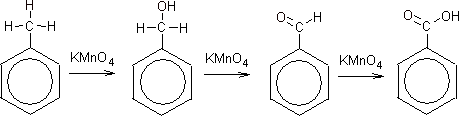 H
H-C-H
KMnO4
OH
H-C-H
KMnO4
O C H
KMnO4
O C OH